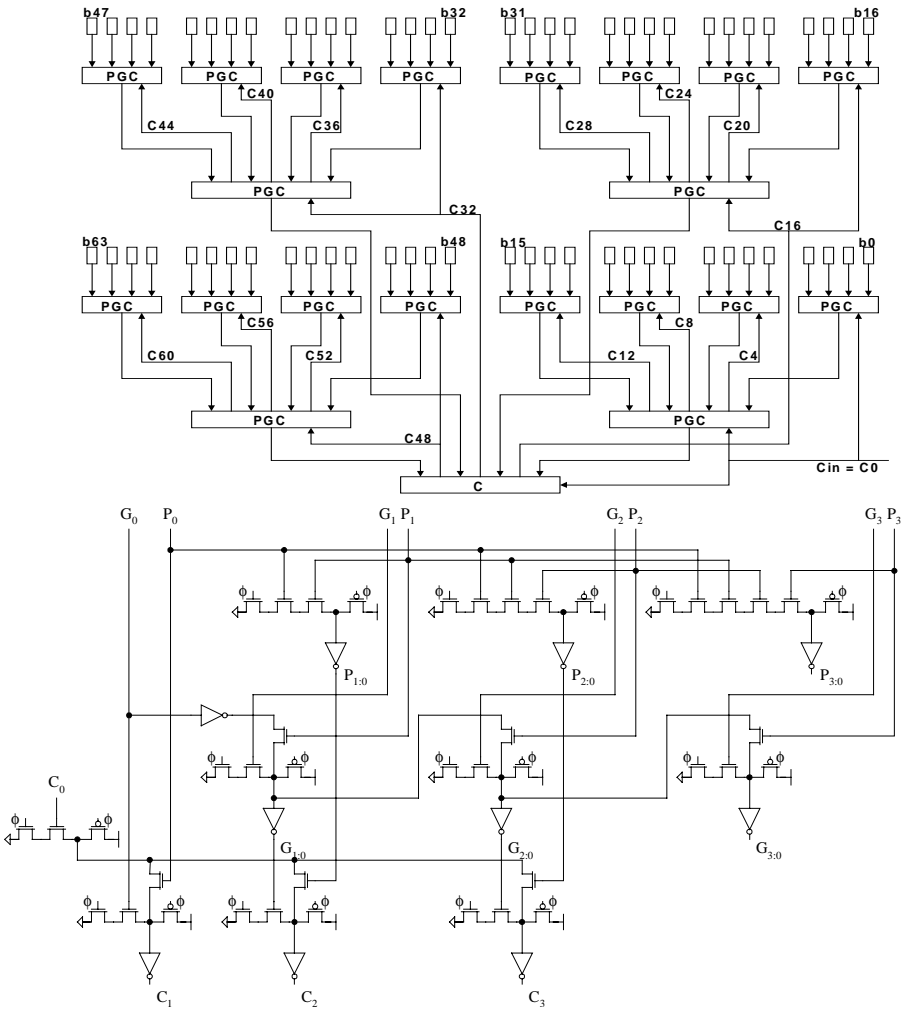 b47 b32 b31 b16
PGC PGC PGC PGC PGC PGC PGC PGC
C40 C24
C44 C36 C28 C20
PGC PGC
C32
C16
b63 b48 b15 b0
PGC PGC PGC PGC PGC PGC PGC PGC
C56 C8
C60 C52 C12 C4
PGC PGC
C48
Cin = C0
C
G0 P0 G1 P1 G2 P2 G3 P3
ϕ ϕ ϕ ϕ ϕ ϕ
P1:0 P2:0 P3:0
ϕ ϕ ϕ ϕ ϕ ϕ
C0
ϕ ϕ
G1:0 G2:0 G3:0
ϕ ϕ ϕ ϕ ϕ ϕ
C1 C2 C3